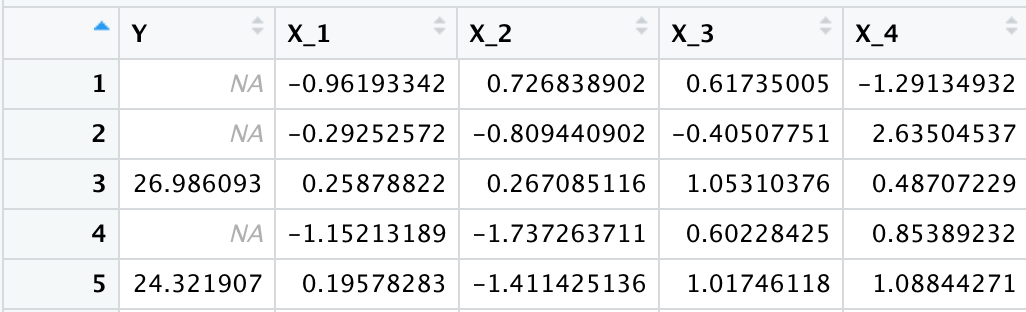 Y X_1 X_2 X_3 X_4
1 NA -0.96193342 0.726838902 0.61735005 -1.29134932
2 NA -0.29252572 -0.809440902 -0.40507751 2.63504537
3 26.986093 0.25878822 0.267085116 1.05310376 0.48707229
4 NA -1.15213189 -1.737263711 0.60228425 0.85389232
5 24.321907 0.19578283 -1.411425136 1.01746118 1.08844271